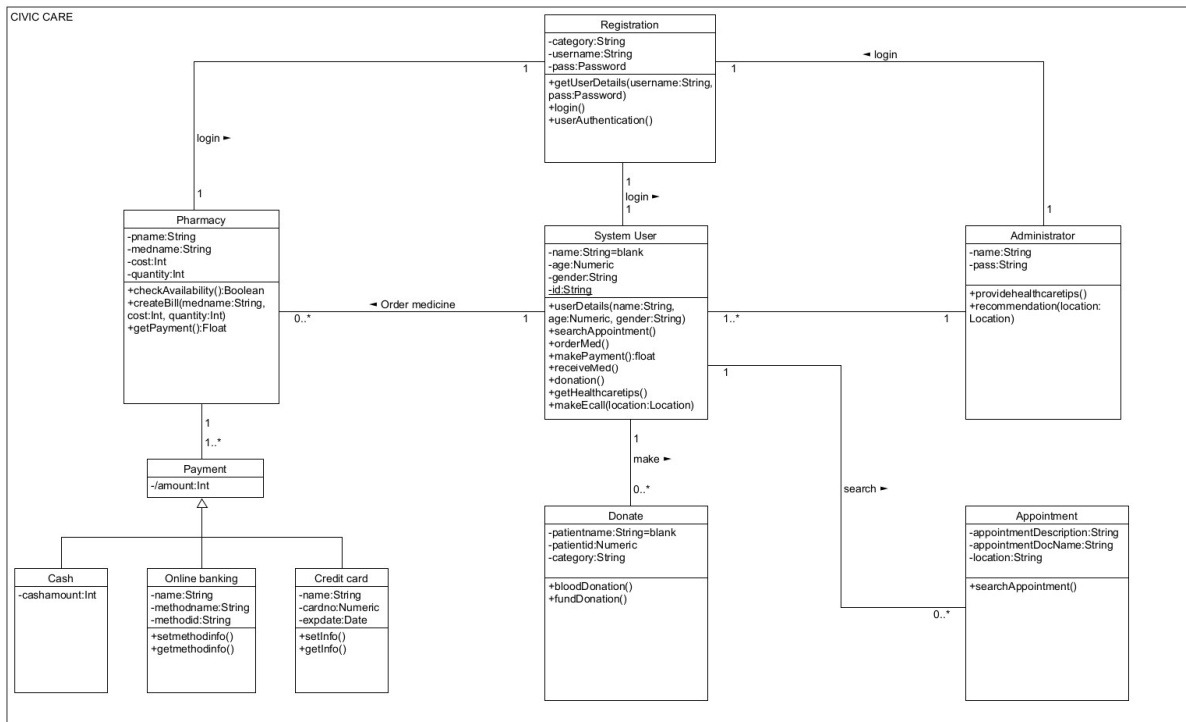 CIVIC CARE
Registration
-category:String
-username:String
-pass:Password
+getUserDetails(username:String,
pass:Password)
+login()
+userAuthentication()
1
1
◄ login
login ►
1
login ►
1
1
1
Pharmacy
-pname:String
-medname:String
-cost:Int
-quantity:Int
+checkAvailability():Boolean
+createBill(medname:String,
cost:Int, quantity:Int)
+getPayment():Float
◄ Order medicine
0..*
1
System User
-name:String=blank
-age:Numeric
-gender:String
-id:String
+userDetails(name:String,
age:Numeric, gender:String)
+searchAppointment()
+orderMed()
+makePayment():float
+receiveMed()
+donation()
+getHealthcaretips()
+makeEcall(location:Location)
1..*
1
Administrator
-name:String
-pass:String
+providehealthcaretips()
+recommendation(location:
Location)
1
1
1..*
Payment
-/amount:Int
1
make ►
0..*
search ►
0..*
Cash
-cashamount:Int
Online banking
-name:String
-methodname:String
-methodid:String
+setmethodinfo()
+getmethodinfo()
Credit card
-name:String
-cardno:Numeric
-expdate:Date
+setInfo()
+getInfo()
Donate
-patientname:String=blank
-patientid:Numeric
-category:String
+bloodDonation()
+fundDonation()
Appointment
-appointmentDescription:String
-appointmentDocName:String
-location:String
+searchAppointment()